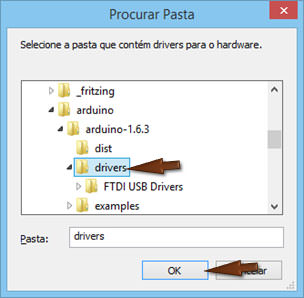 Procurar Pasta
Selecione a pasta que contém drivers para o hardware.
_fritzing
arduino
arduino-1.6.3
dist
drivers
FTDI USB Drivers
examples
Pasta: drivers
OK